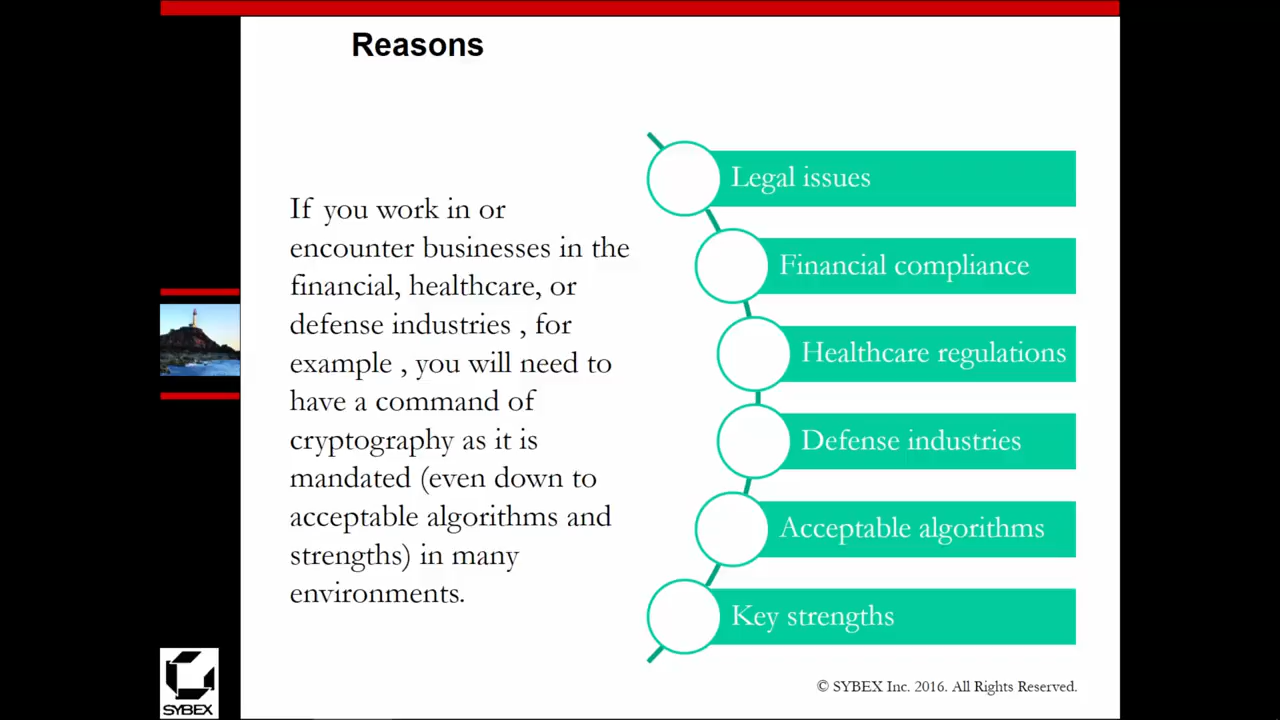 Reasons
If you work in or
encounter businesses in the
financial, healthcare, or
defense industries , for
example , you will need to
have a command of
cryptography as it is
mandated (even down to
acceptable algorithms and
strengths) in many
environments.
Legal issues
Financial compliance
Healthcare regulations
Defense industries
Acceptable algorithms
Key strengths
© SYBEX Inc. 2016. All Rights Reserved.
SYBEX